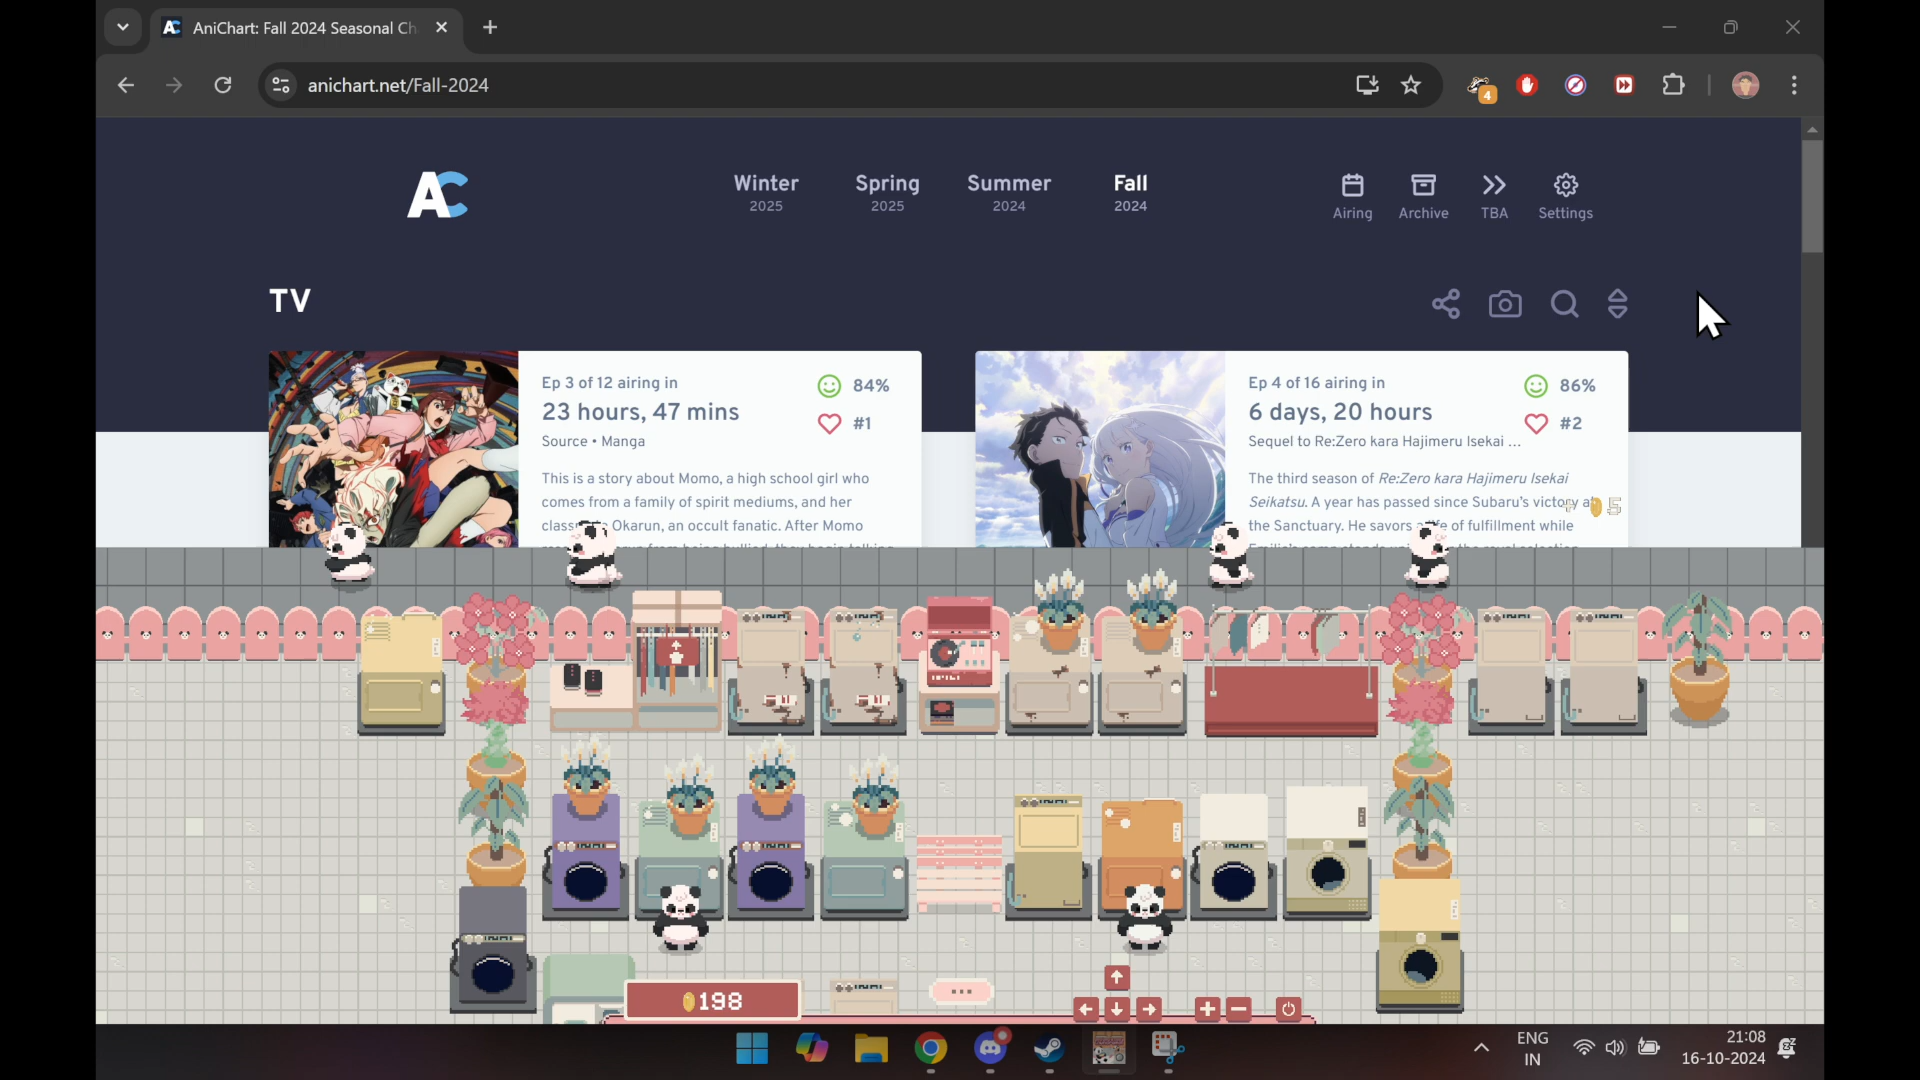 AniChart: Fall 2024 Seasonal Ch
anichart.net/Fall-2024
4
AC
Winter
2025
Spring
2025
Summer
2024
Fall
2024
Airing
Archive
TBA
Settings
TV
Ep 3 of 12 airing in
23 hours, 47 mins
Source • Manga
84%
#1
This is a story about Momo, a high school girl who
comes from a family of spirit mediums, and her
Okarun, an occult fanatic. After Momo
Ep 4 of 16 airing in
6 days, 20 hours
Sequel to Re:Zero kara Hajimeru Isekai ...
86%
#2
The third season of Re:Zero kara Hajimeru Isekai
Seikatsu. A year has passed since Subaru's victory
the Sanctuary. He savors a life of fulfillment while
5
198
ENG
IN
21:08
16-10-2024